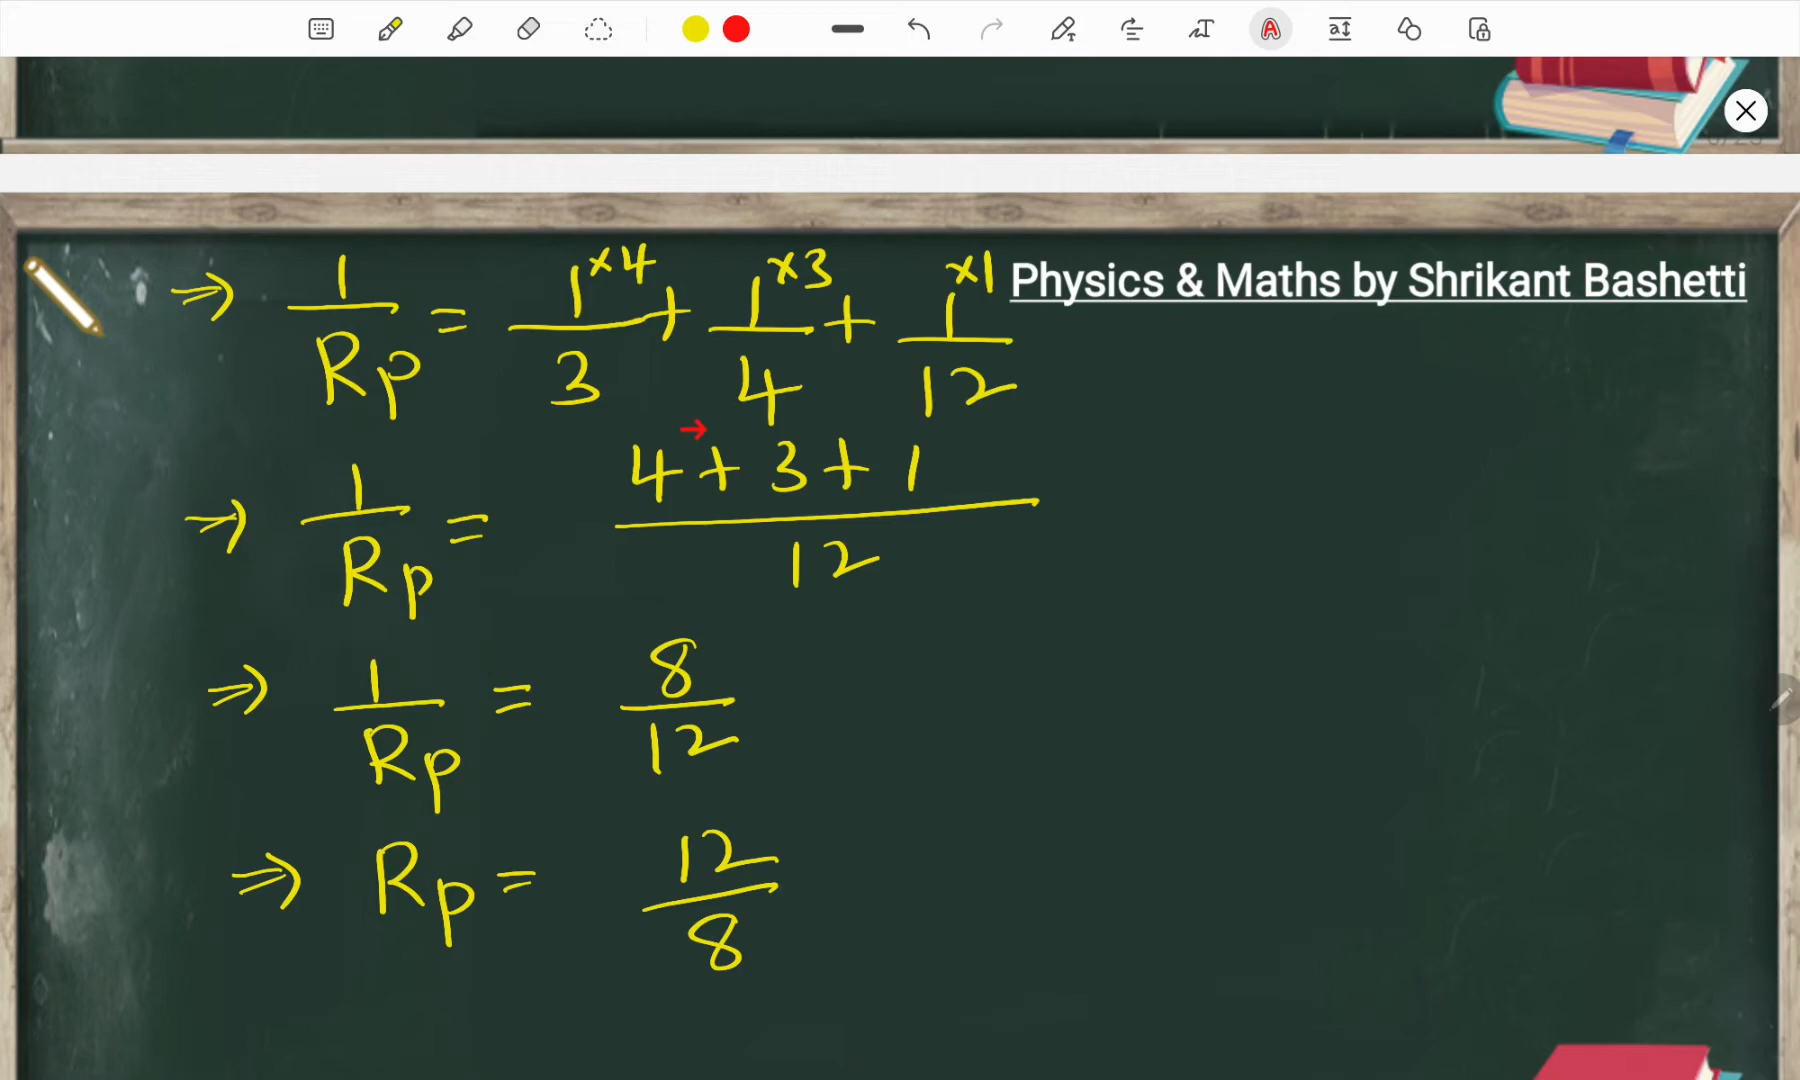 ⇒ 1/Rp = 1×4/3 + 1×3/4 + 1×1/12
Physics & Maths by Shrikant Bashetti
→
⇒ 1/Rp = 4 + 3 + 1/12
⇒ 1/Rp = 8/12
⇒ Rp = 12/8